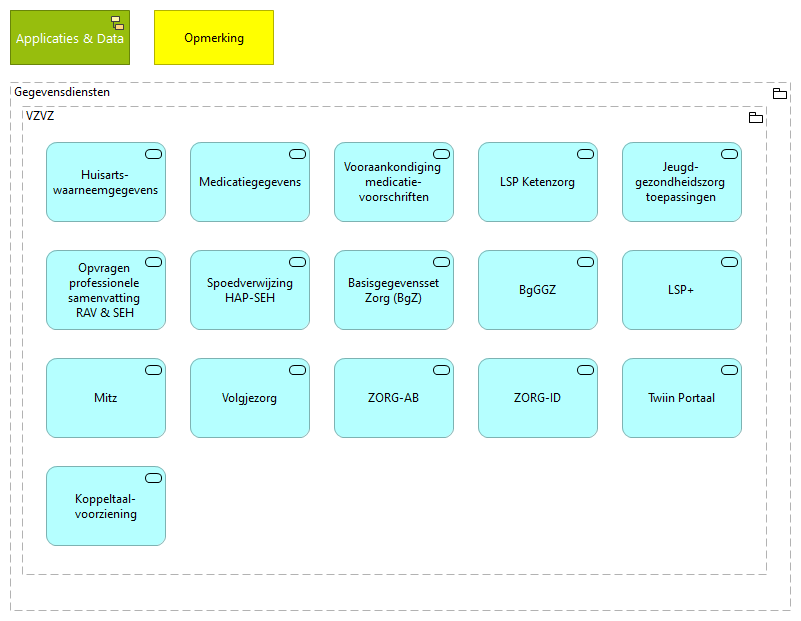 Applicaties & Data
Opmerking
Gegevensdiensten
VZVZ
Huisarts-
waarneemgegevens
Medicatiegegevens
Vooraankondiging
medicatie-
voorschriften
LSP Ketenzorg
Jeugd-
gezondheidszorg
toepassingen
Opvragen
professionele
samenvatting
RAV & SEH
Spoedverwijzing
HAP-SEH
Basisgegevensset
Zorg (BgZ)
BgGGZ
LSP+
Mitz
Volgjezorg
ZORG-AB
ZORG-ID
Twiin Portaal
Koppeltaal-
voorziening